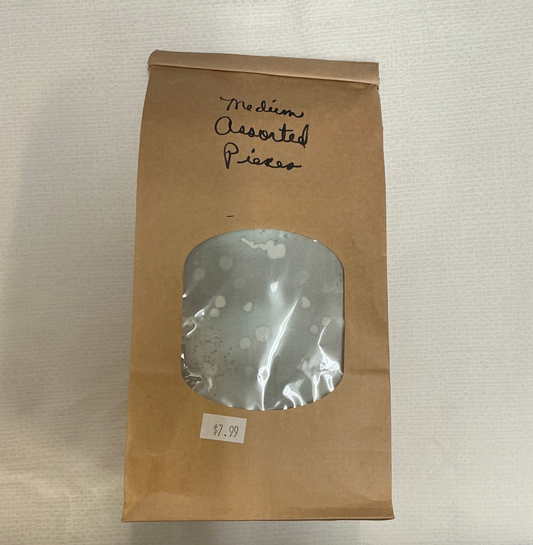 Medium
Assorted
Pieces
$7.99